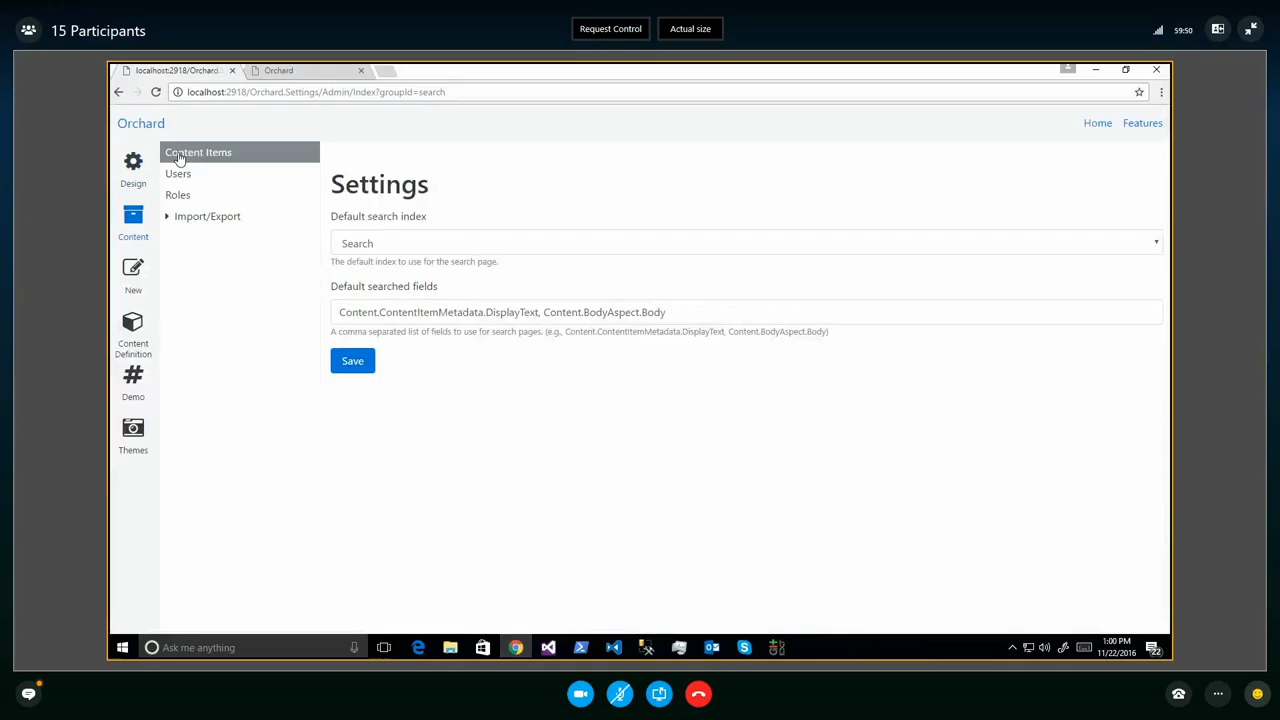 15 Participants
Request Control
Actual size
59:50
localhost:2918/Orchard.
Orchard
localhost:2918/Orchard.Settings/Admin/Index?groupId=search
Orchard
Home
Features
Design
Content
New
Content
Definition
Demo
Themes
Content Items
Users
Roles
Import/Export
Settings
Default search index
Search
The default index to use for the search page.
Default searched fields
Content.ContentItemMetadata.DisplayText, Content.BodyAspect.Body
A comma separated list of fields to use for search pages. (e.g., Content.ContentItemMetadata.DisplayText, Content.BodyAspect.Body)
Save
Ask me anything
1:00 PM
11/22/2016
22